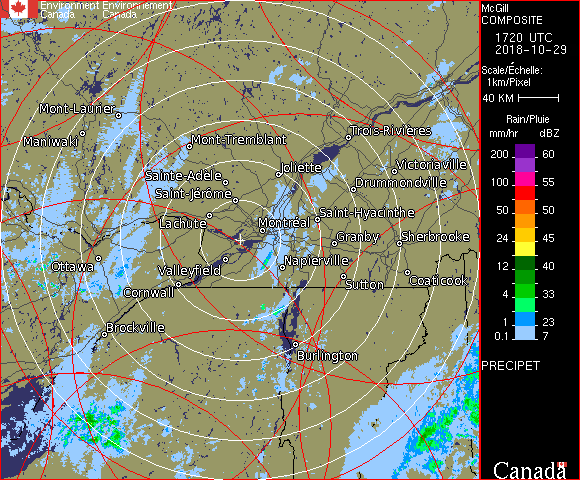 Environment Environnement
Canada Canada
McGill
COMPOSITE
1720 UTC
2018-10-29
Scale/Échelle:
1km/Pixel
40 KM
Rain/Pluie
mm/hr dBZ
200 60
100 55
50 50
24 45
12 40
4 33
1 23
0.1 7
PRECIPET
Canada
Mont-Laurier
Maniwaki
Mont-Tremblant
Trois-Rivières
Sainte-Adèle
Joliette
Victoriaville
Saint-Jérôme
Drummondville
Lachute
Montréal
Saint-Hyacinthe
Granby
Sherbrooke
Ottawa
Valleyfield
Napierville
Cornwall
Sutton
Coaticook
Brockville
Burlington